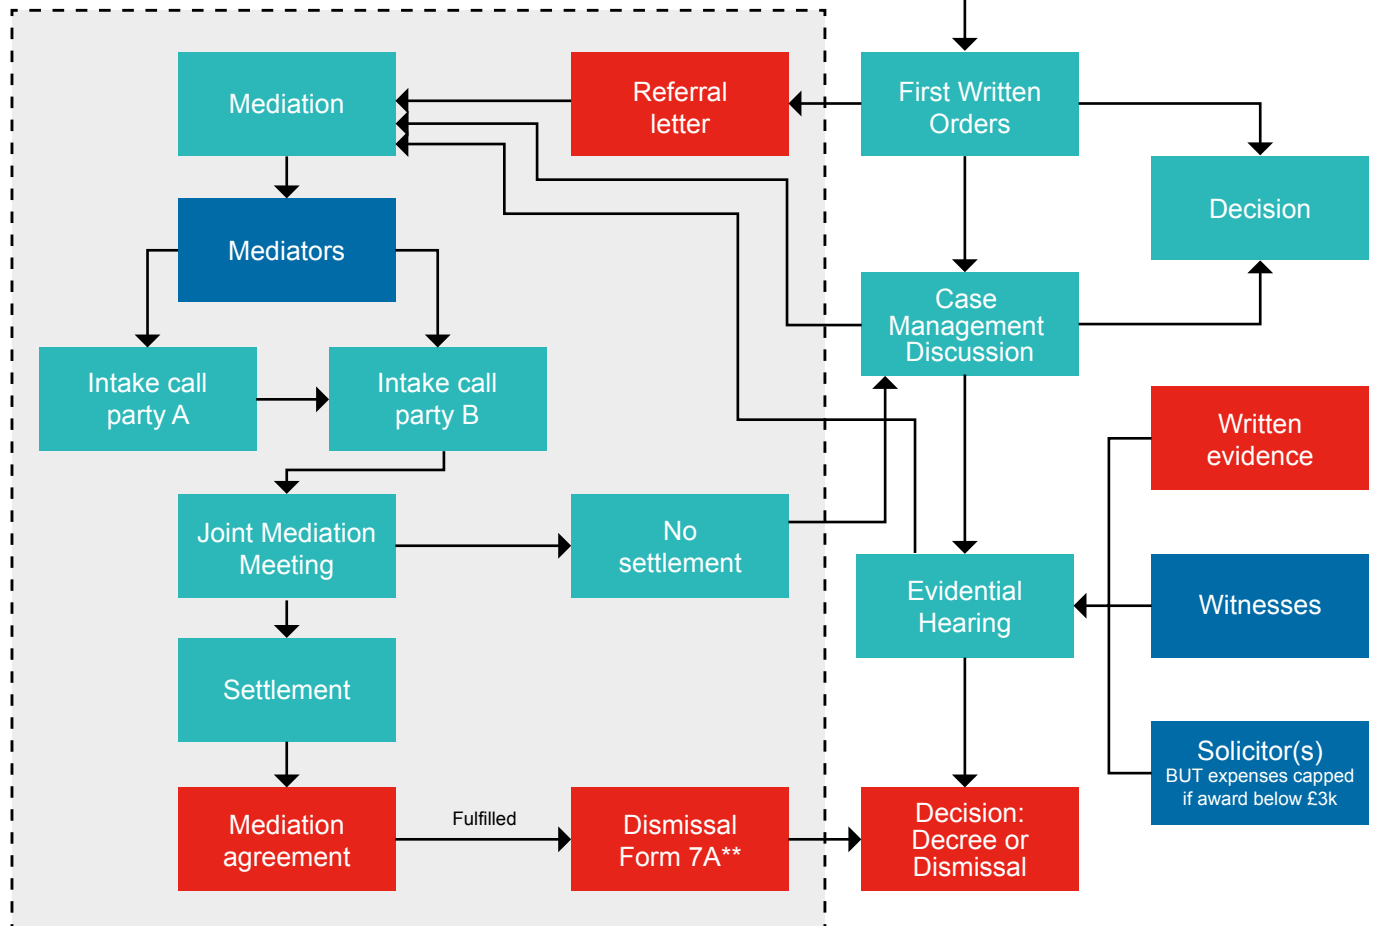 Mediation
Referral
letter
First Written
Orders
Decision
Mediators
Case
Management
Discussion
Intake call
party A
Intake call
party B
Written
evidence
Joint Mediation
Meeting
No
settlement
Evidential
Hearing
Witnesses
Settlement
Solicitor(s)
BUT expenses capped
if award below £3k
Mediation
agreement
Fulfilled
Dismissal
Form 7A**
Decision:
Decree or
Dismissal